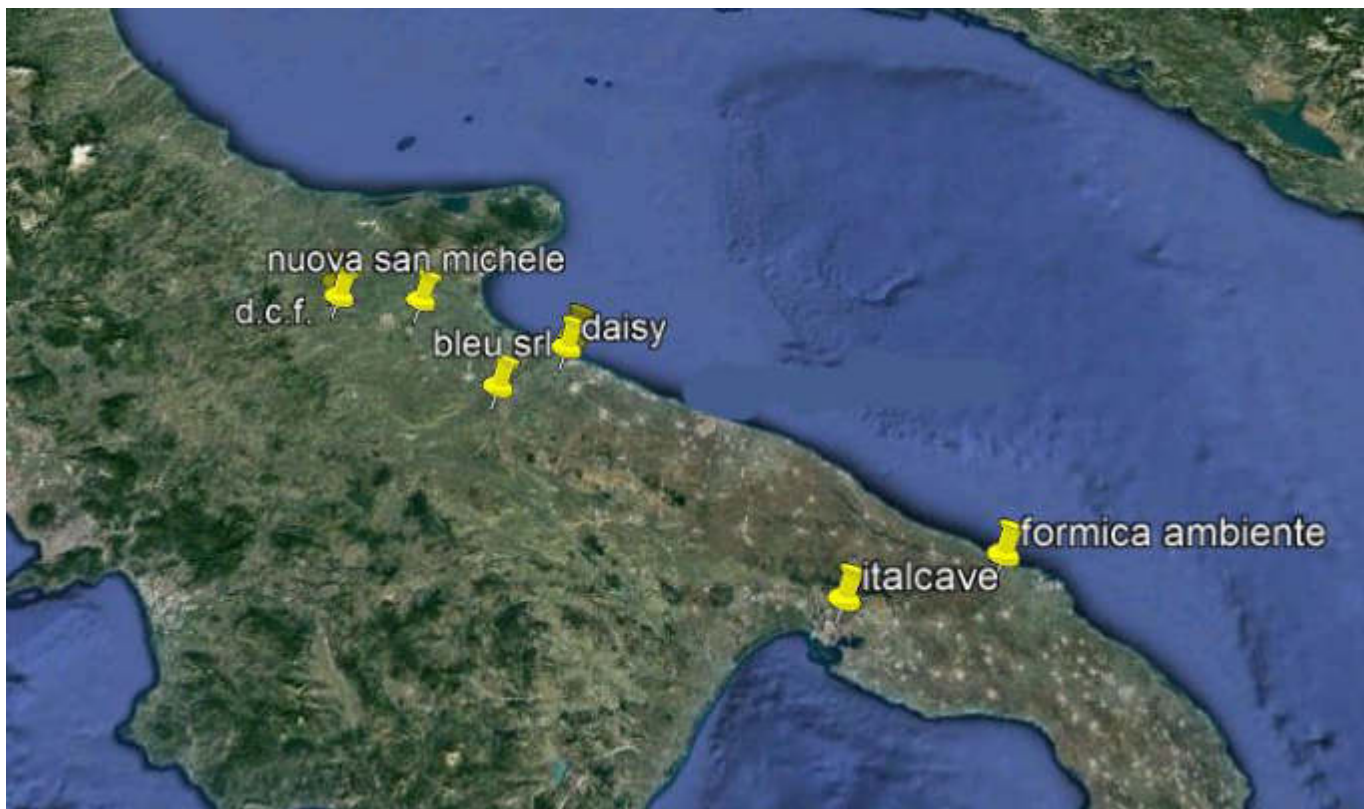 nuova san michele
d.c.f.
daisy
bleu srl
formica ambiente
italcave